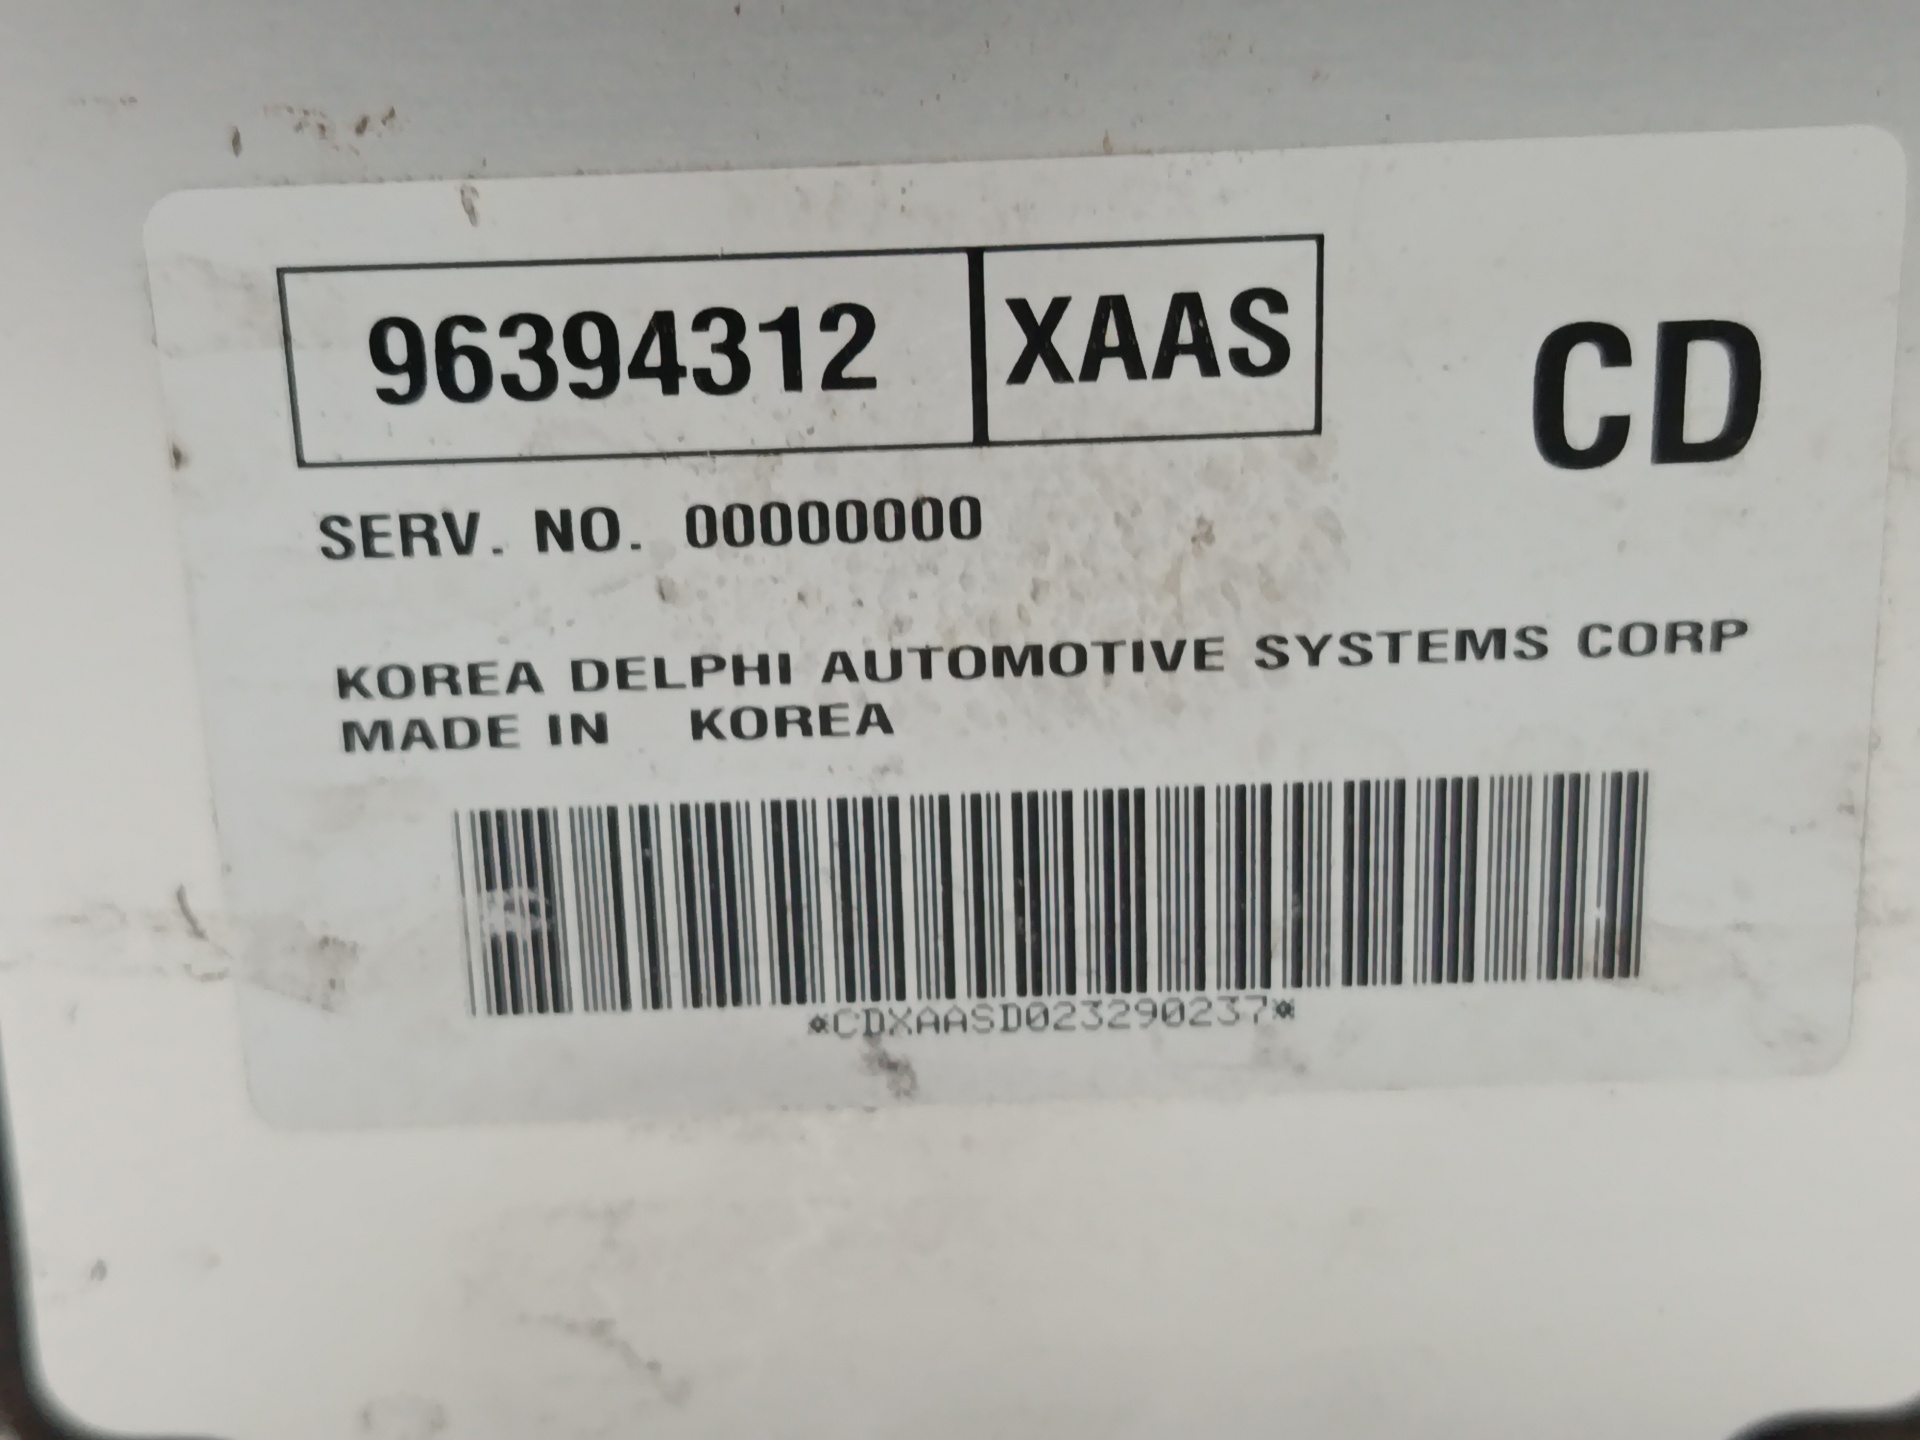 96394312 XAAS CD
SERV. NO. 00000000
KOREA DELPHI AUTOMOTIVE SYSTEMS CORP
MADE IN KOREA
*CDXAASD023290237*